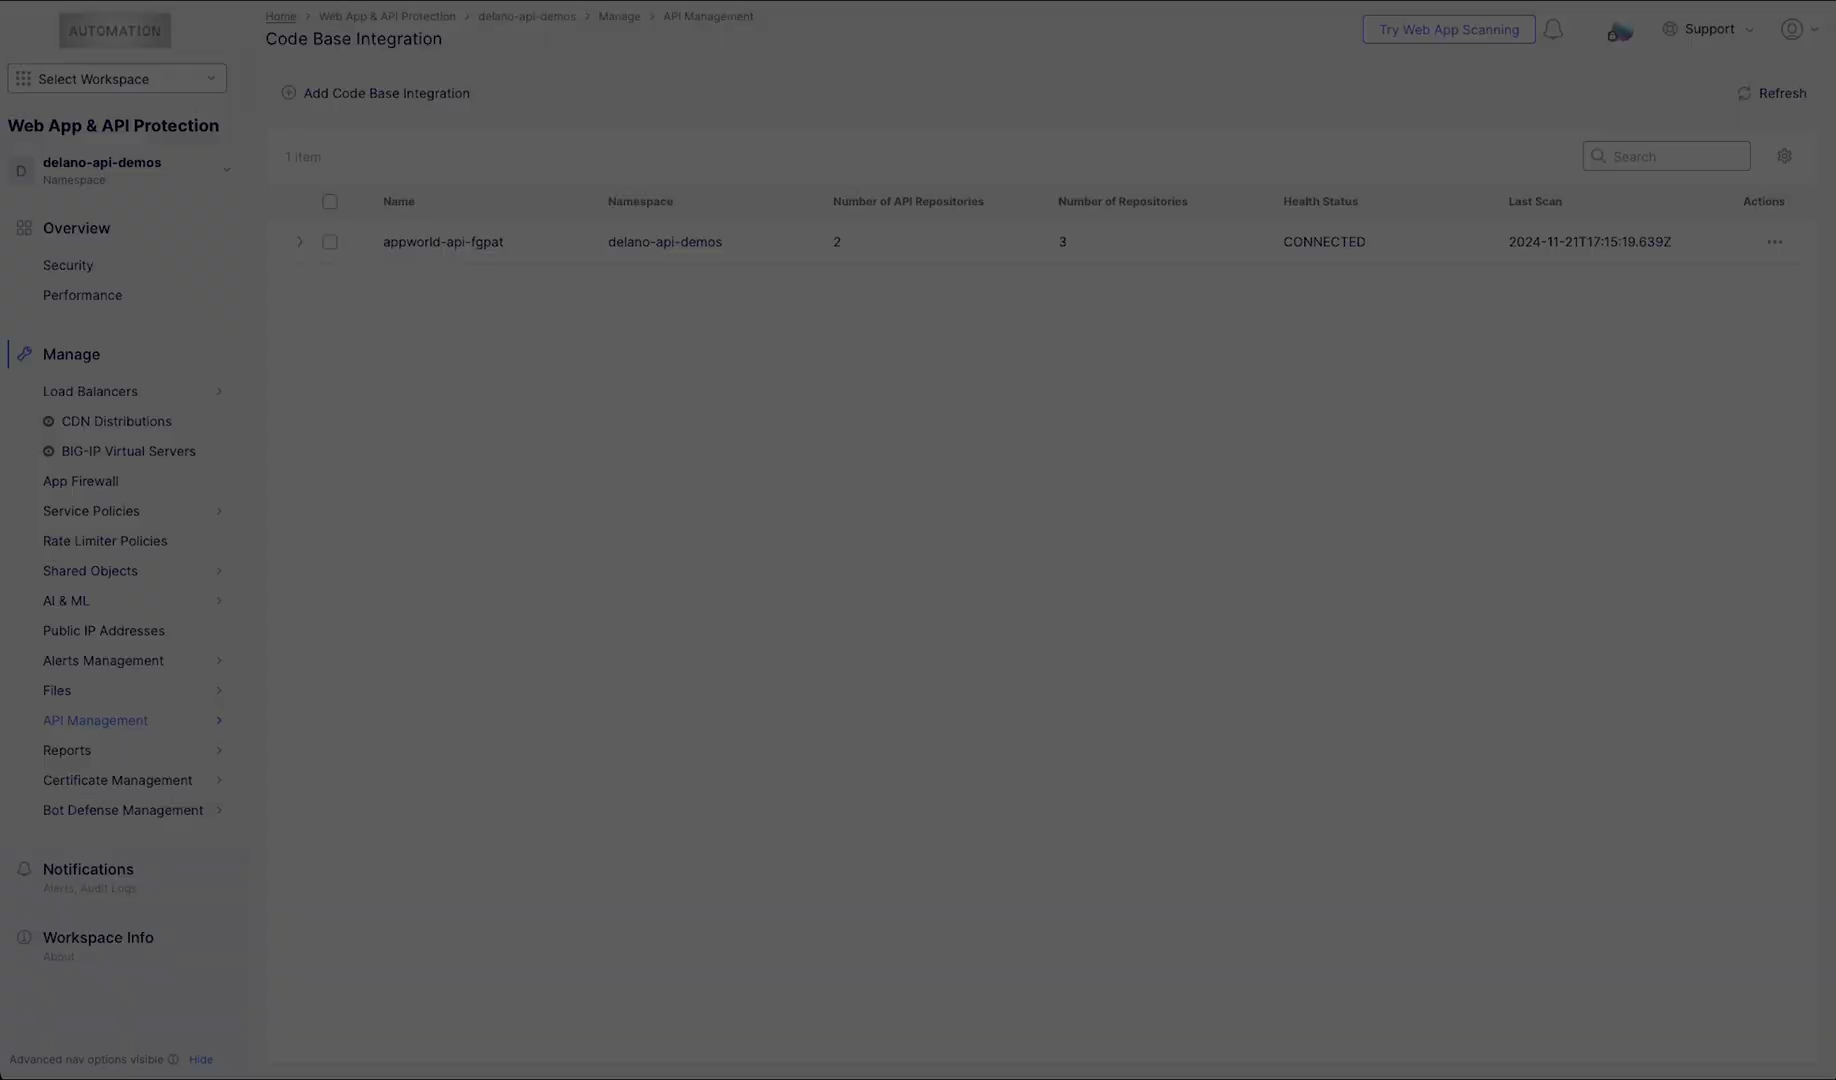 AUTOMATION
Select Workspace
Web App & API Protection
D
delano-api-demos
Namespace
Overview
Security
Performance
Manage
Load Balancers
CDN Distributions
BIG-IP Virtual Servers
App Firewall
Service Policies
Rate Limiter Policies
Shared Objects
AI & ML
Public IP Addresses
Alerts Management
Files
API Management
Reports
Certificate Management
Bot Defense Management
Notifications
Alerts, Audit Logs
Workspace Info
About
Advanced nav options visible Hide
Home > Web App & API Protection > delano-api-demos > Manage > API Management
Code Base Integration
Try Web App Scanning
Support
Add Code Base Integration
Refresh
1 item
Search
Name Namespace Number of API Repositories Number of Repositories Health Status Last Scan Actions
appworld-api-fgpat delano-api-demos 2 3 CONNECTED 2024-11-21T17:15:19.639Z